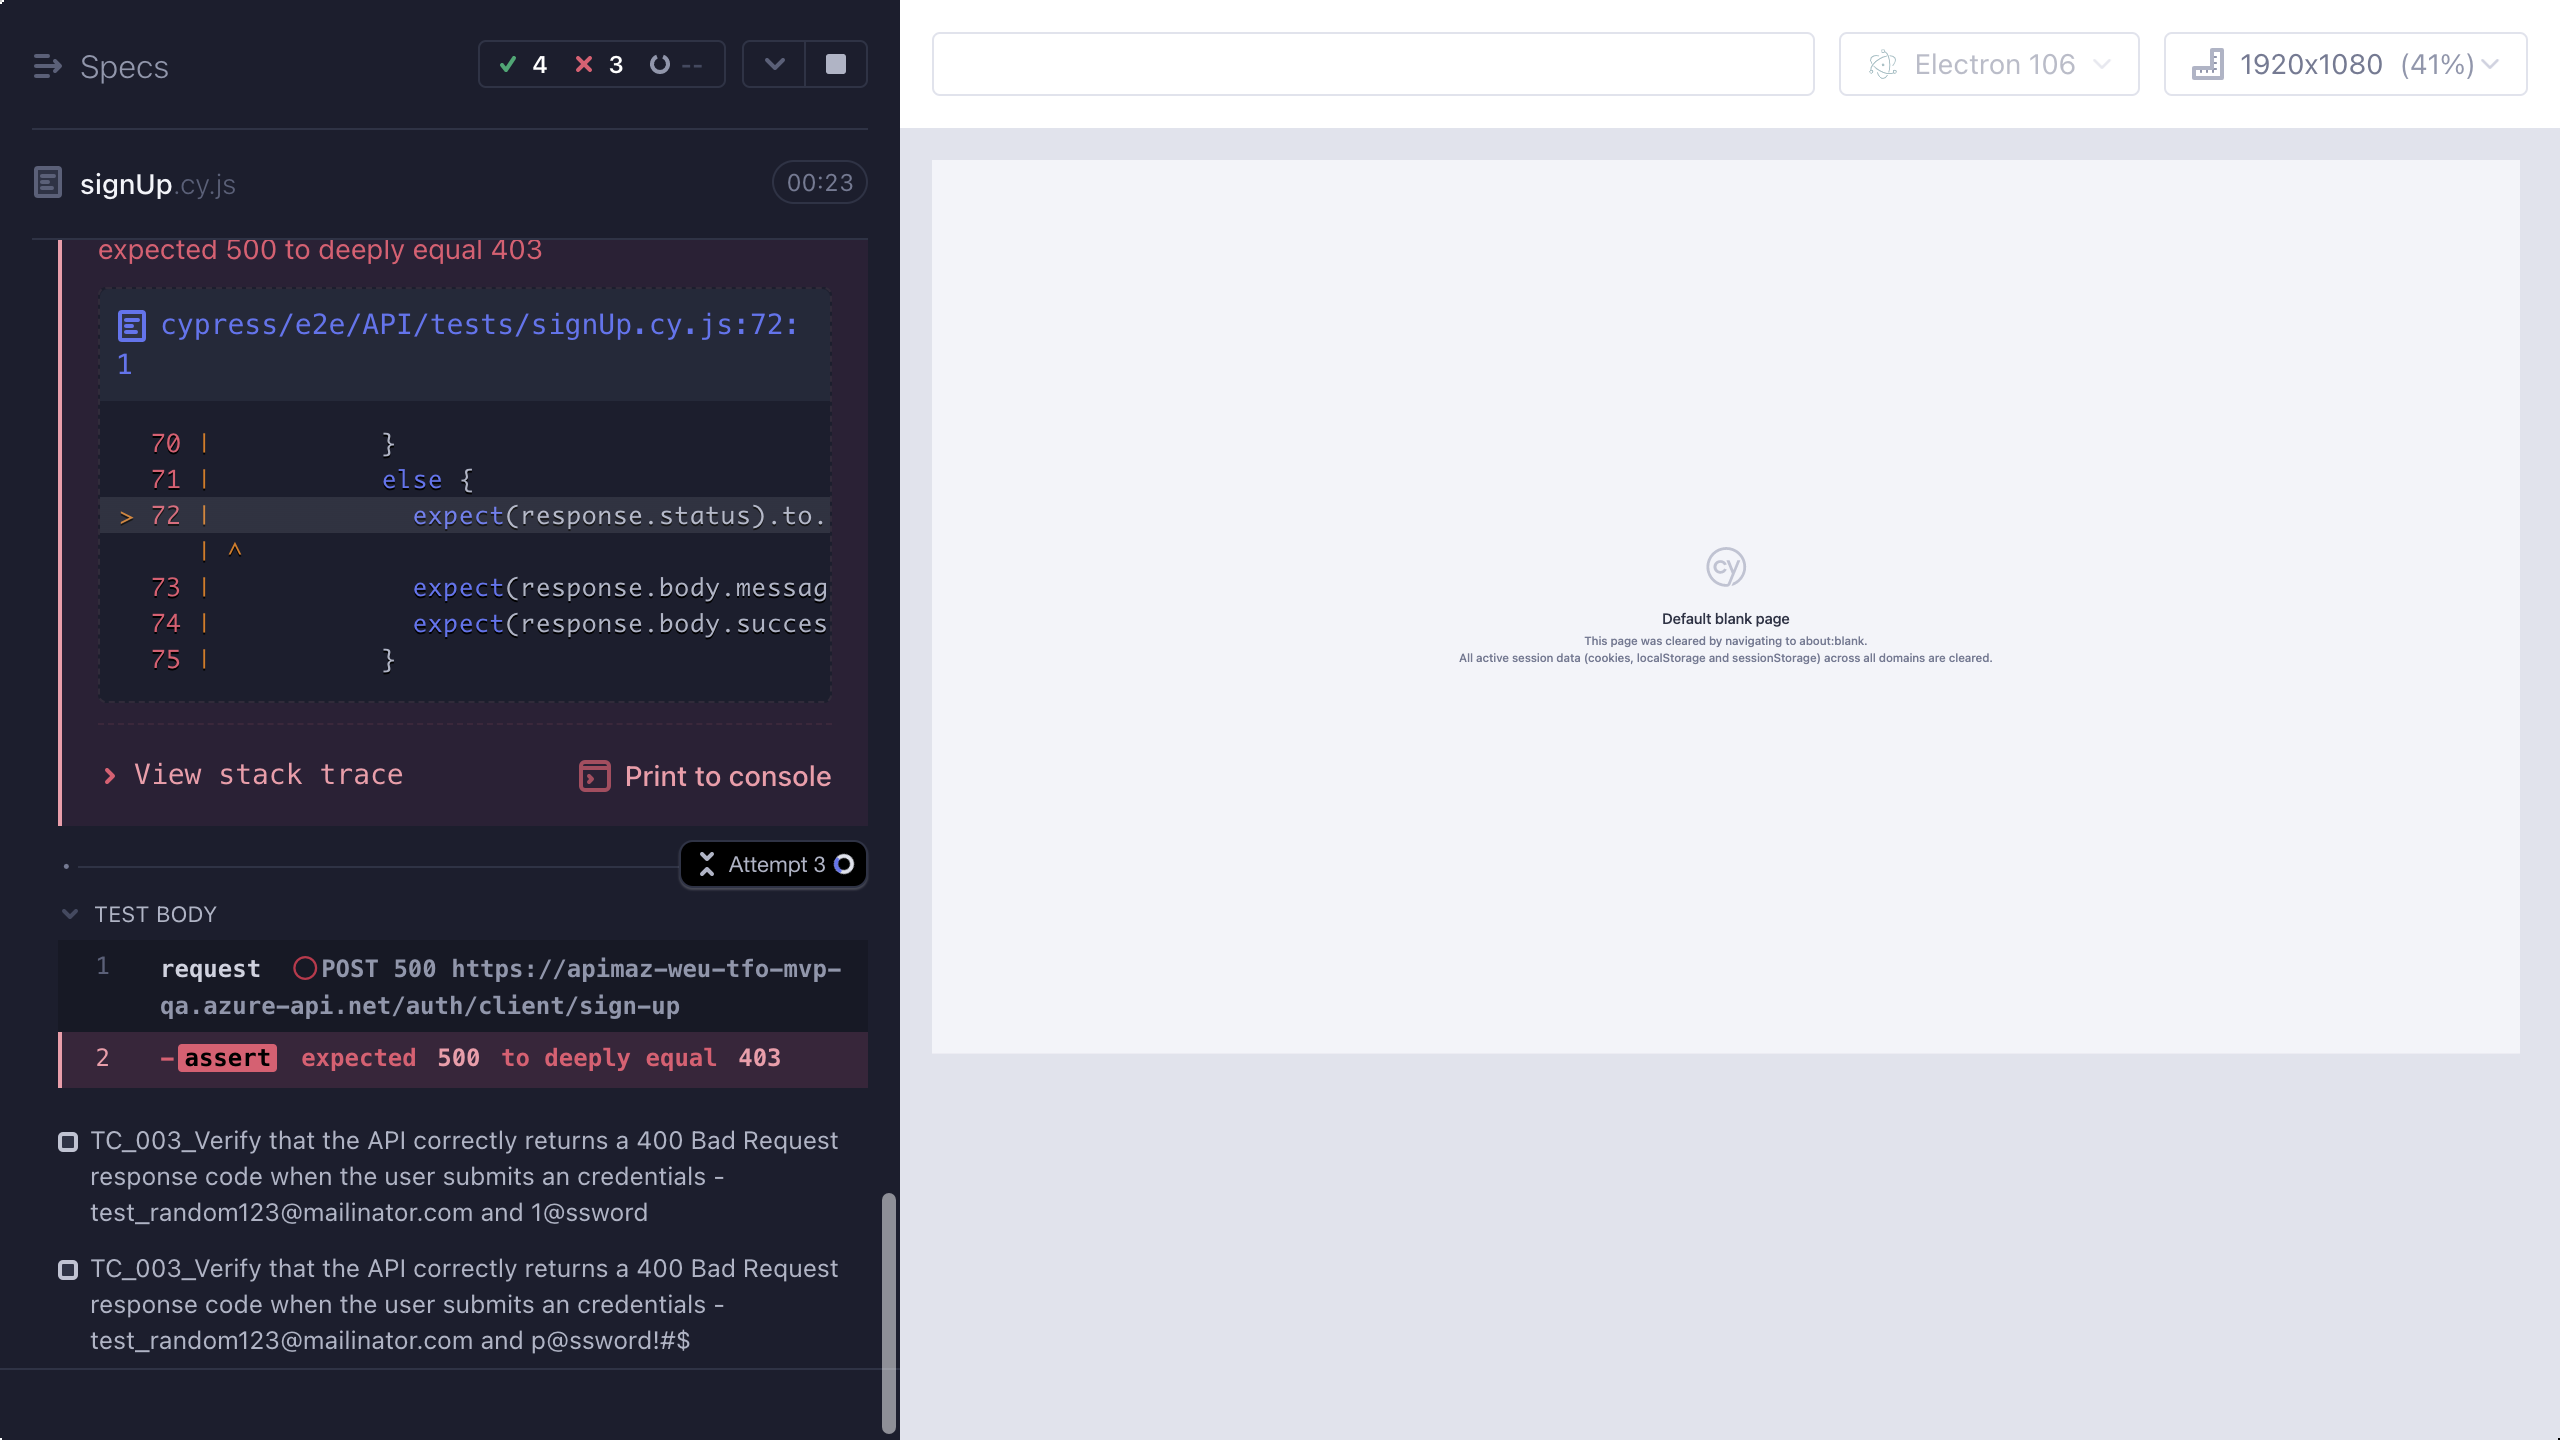 Specs
4 3 --
signUp.cy.js
00:23
expected 500 to deeply equal 403
cypress/e2e/API/tests/signUp.cy.js:72:
1
70 | }
71 | else {
> 72 | expect(response.status).to.
| ^
73 | expect(response.body.messag
74 | expect(response.body.succes
75 | }
View stack trace
Print to console
Attempt 3
TEST BODY
1 request POST 500 https://apimaz-weu-tfo-mvp-
qa.azure-api.net/auth/client/sign-up
2 -assert expected 500 to deeply equal 403
TC_003_Verify that the API correctly returns a 400 Bad Request
response code when the user submits an credentials -
test_random123@mailinator.com and 1@ssword
TC_003_Verify that the API correctly returns a 400 Bad Request
response code when the user submits an credentials -
test_random123@mailinator.com and p@ssword!#$
Electron 106
1920x1080 (41%)
cy
Default blank page
This page was cleared by navigating to about:blank.
All active session data (cookies, localStorage and sessionStorage) across all domains are cleared.